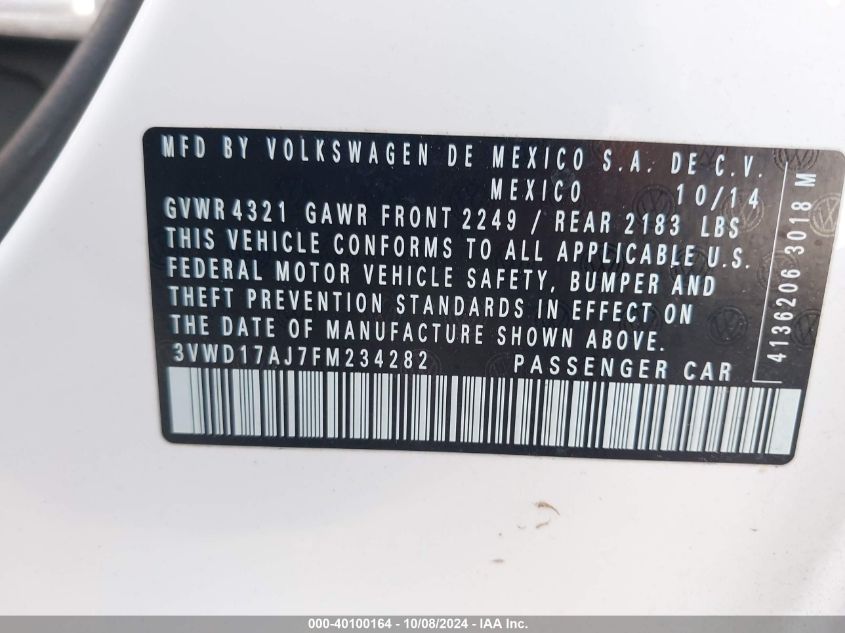 MFD BY VOLKSWAGEN DE MEXICO S.A. DE C.V.
MEXICO 10/14
GVWR 4321 GAWR FRONT 2249 / REAR 2183 LBS
THIS VEHICLE CONFORMS TO ALL APPLICABLE U.S.
FEDERAL MOTOR VEHICLE SAFETY, BUMPER AND
THEFT PREVENTION STANDARDS IN EFFECT ON
THE DATE OF MANUFACTURE SHOWN ABOVE.
3VWD17AJ7FM234282 PASSENGER CAR
4136206 3018 M
000-40100164 - 10/08/2024 - IAA Inc.